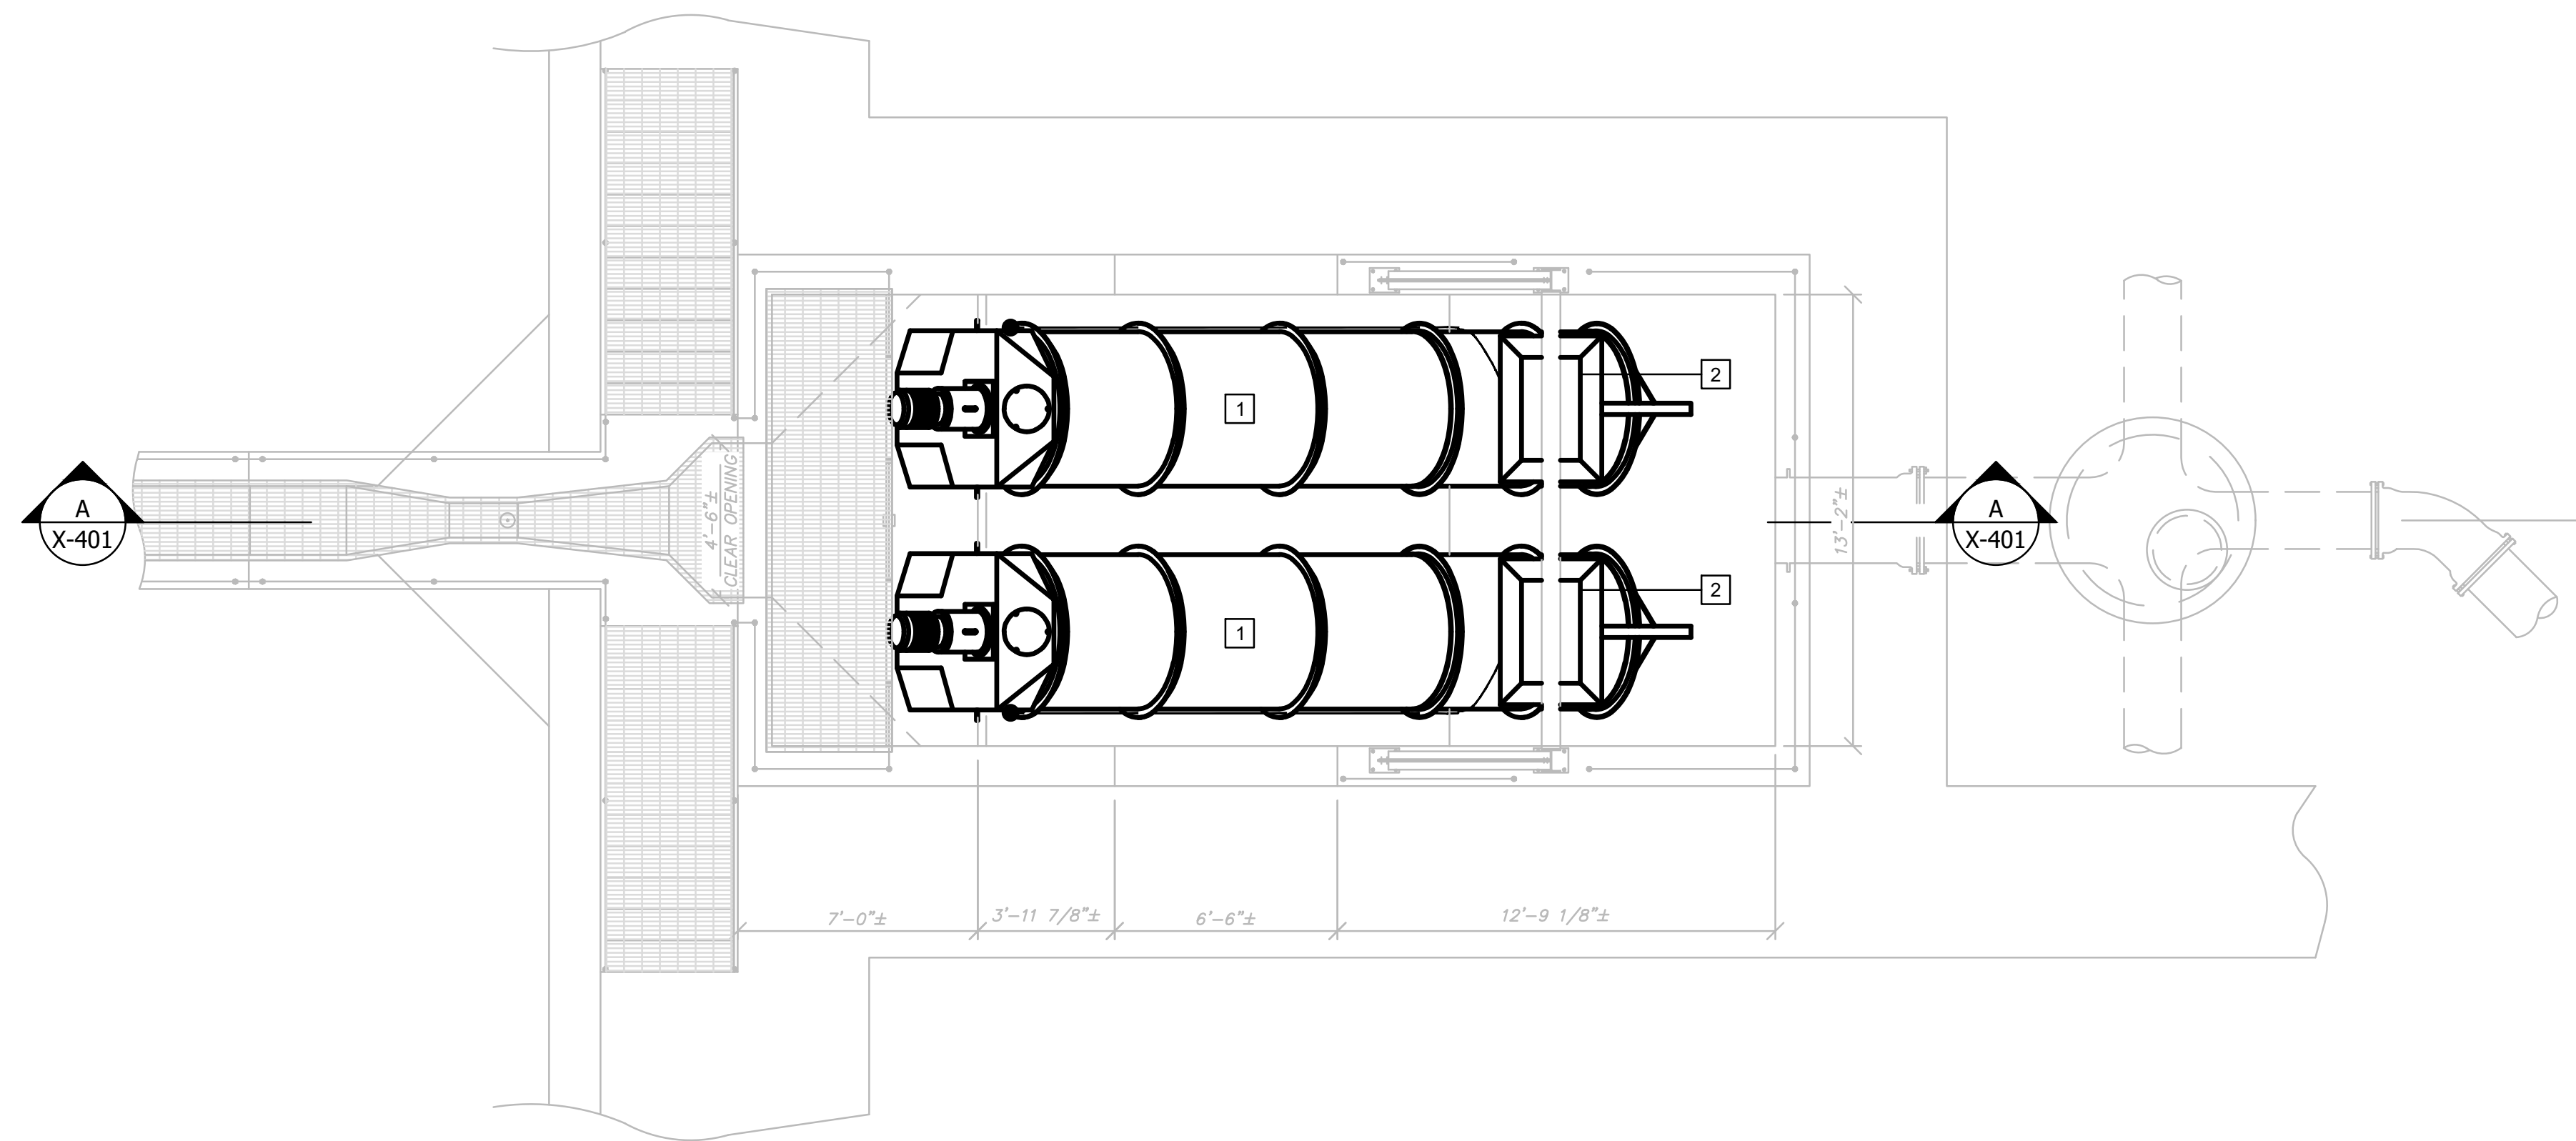 2
1
A
X-401
4'-6"±
CLEAR OPENING
13'-2"±
A
X-401
2
1
7'-0"±
3'-11 7/8"±
6'-6"±
12'-9 1/8"±